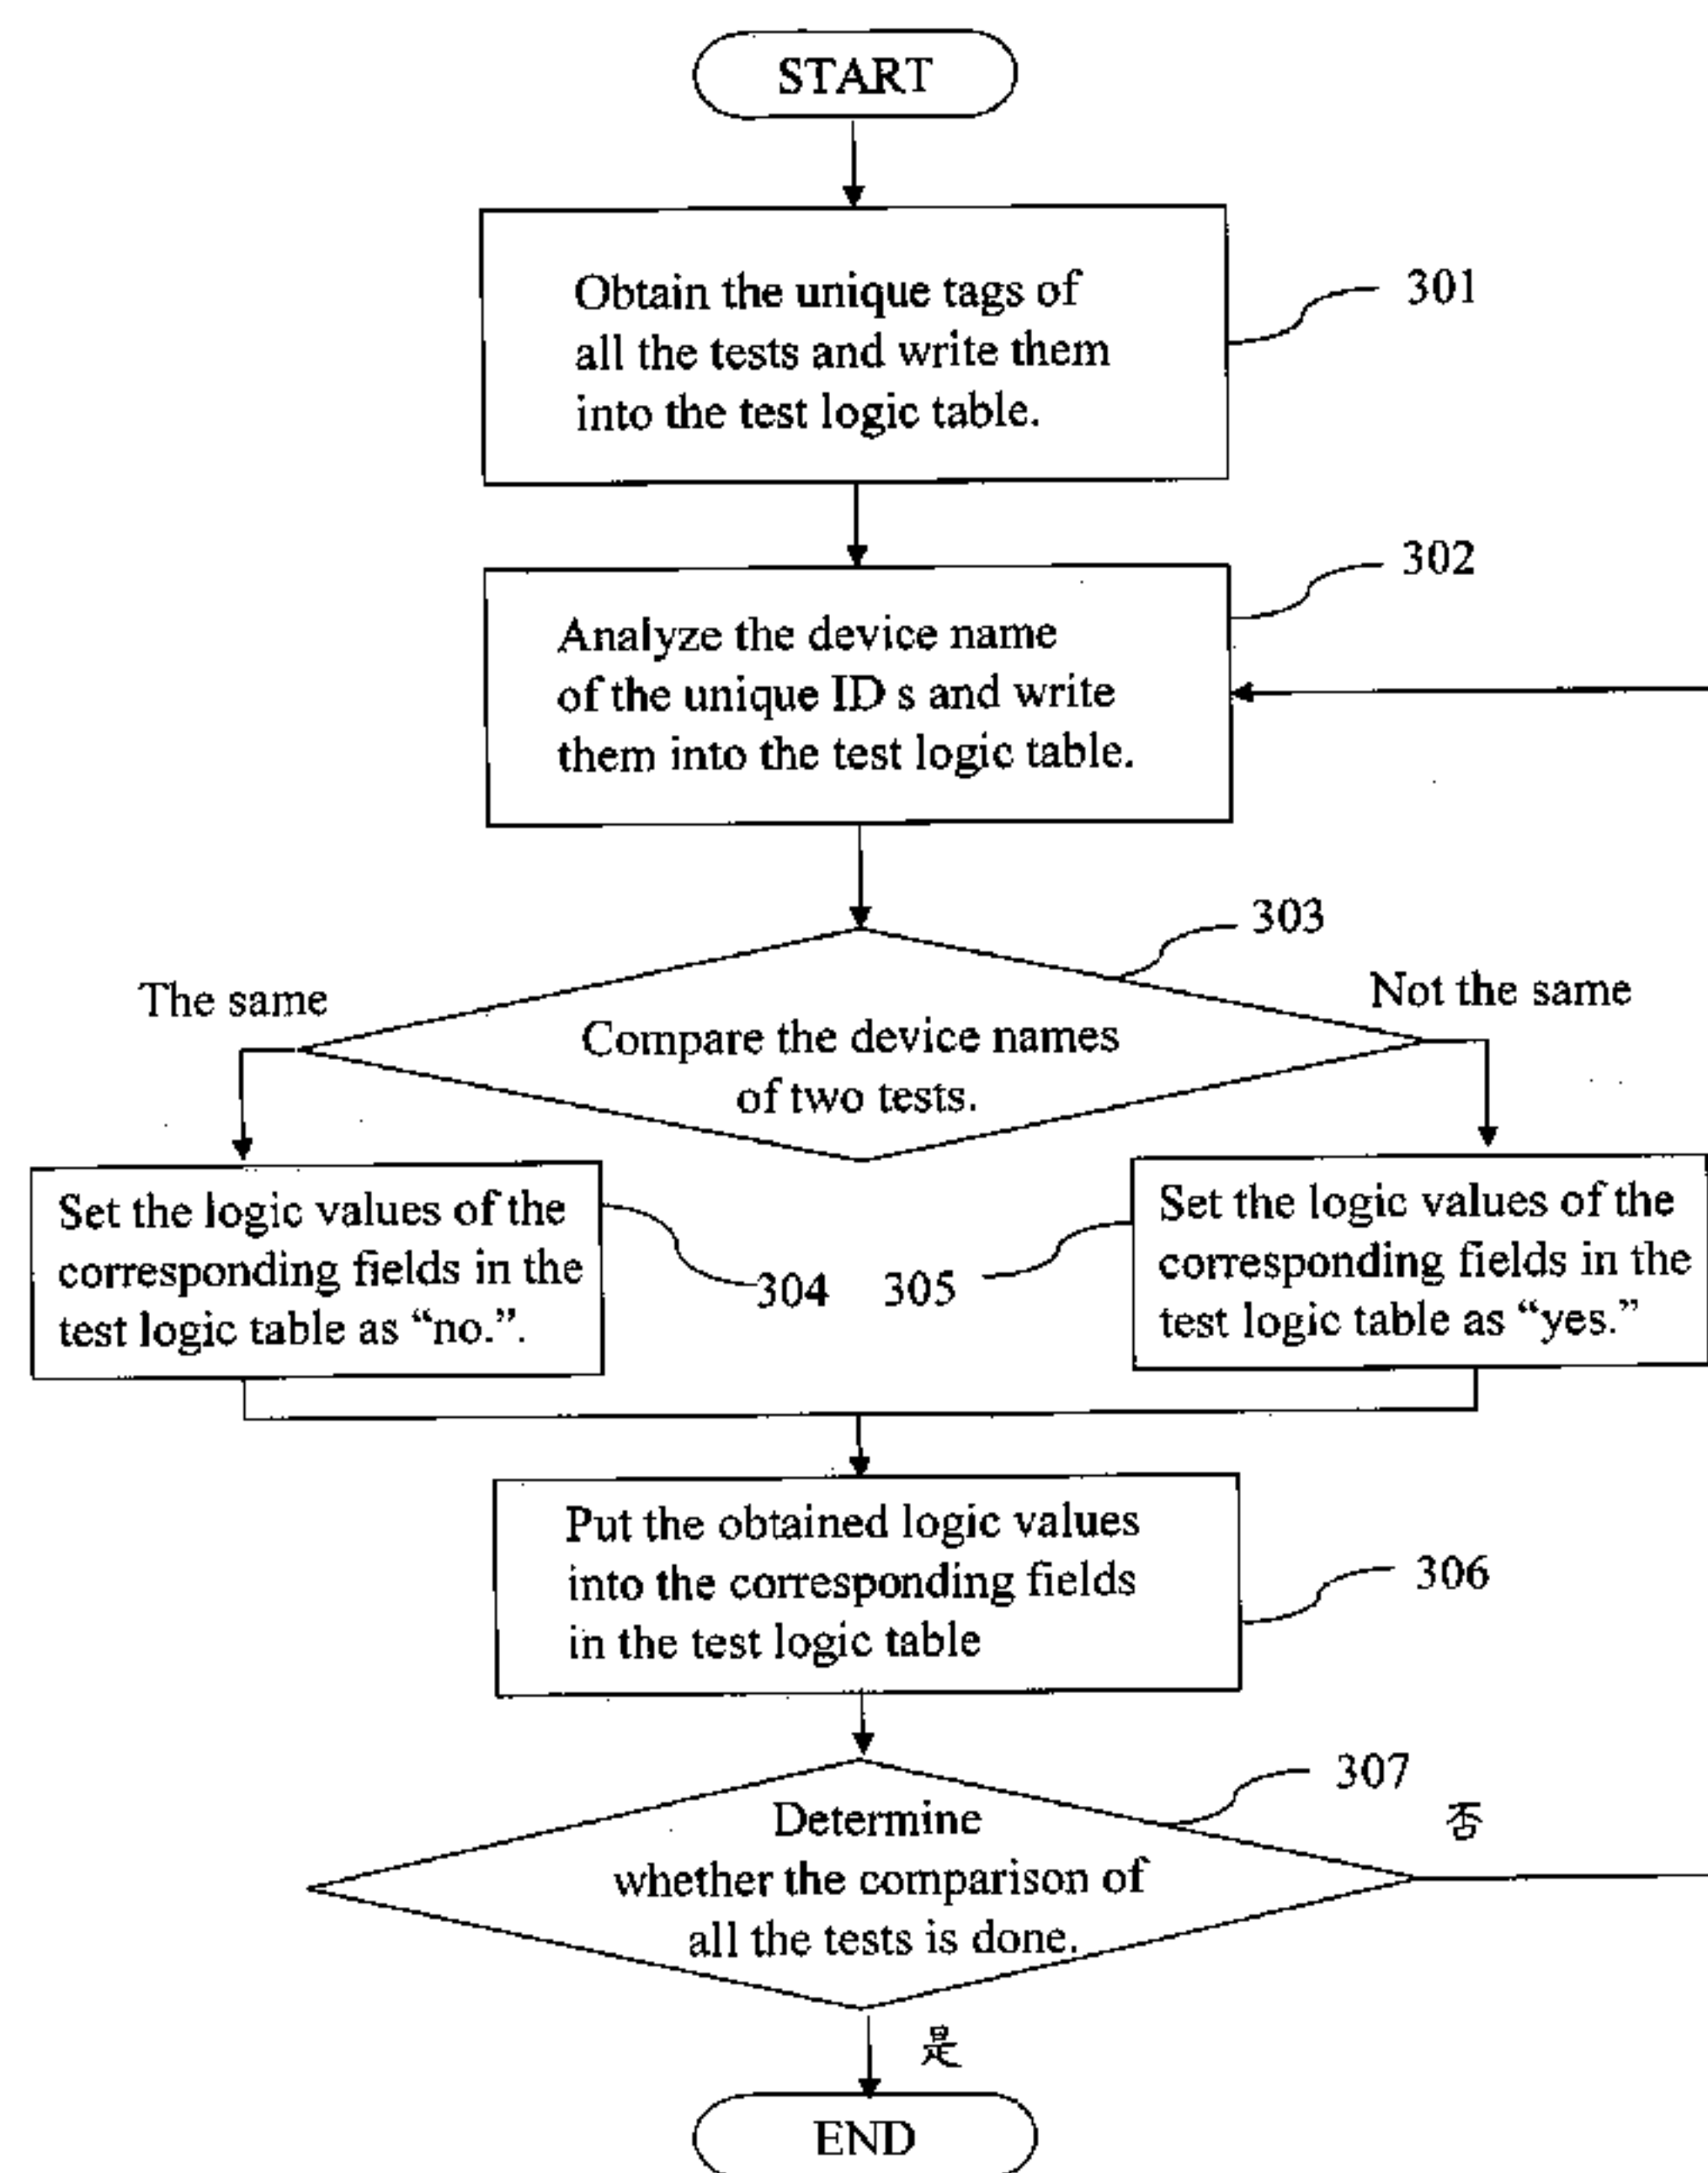 START
Obtain the unique tags of
all the tests and write them
into the test logic table.
301
302
Analyze the device name
of the unique ID s and write
them into the test logic table.
303
The same
Not the same
Compare the device names
of two tests.
Set the logic values of the
corresponding fields in the
test logic table as “no.”.
304
305
Set the logic values of the
corresponding fields in the
test logic table as “yes.”
Put the obtained logic values
into the corresponding fields
in the test logic table
306
307
否
Determine
whether the comparison of
all the tests is done.
是
END